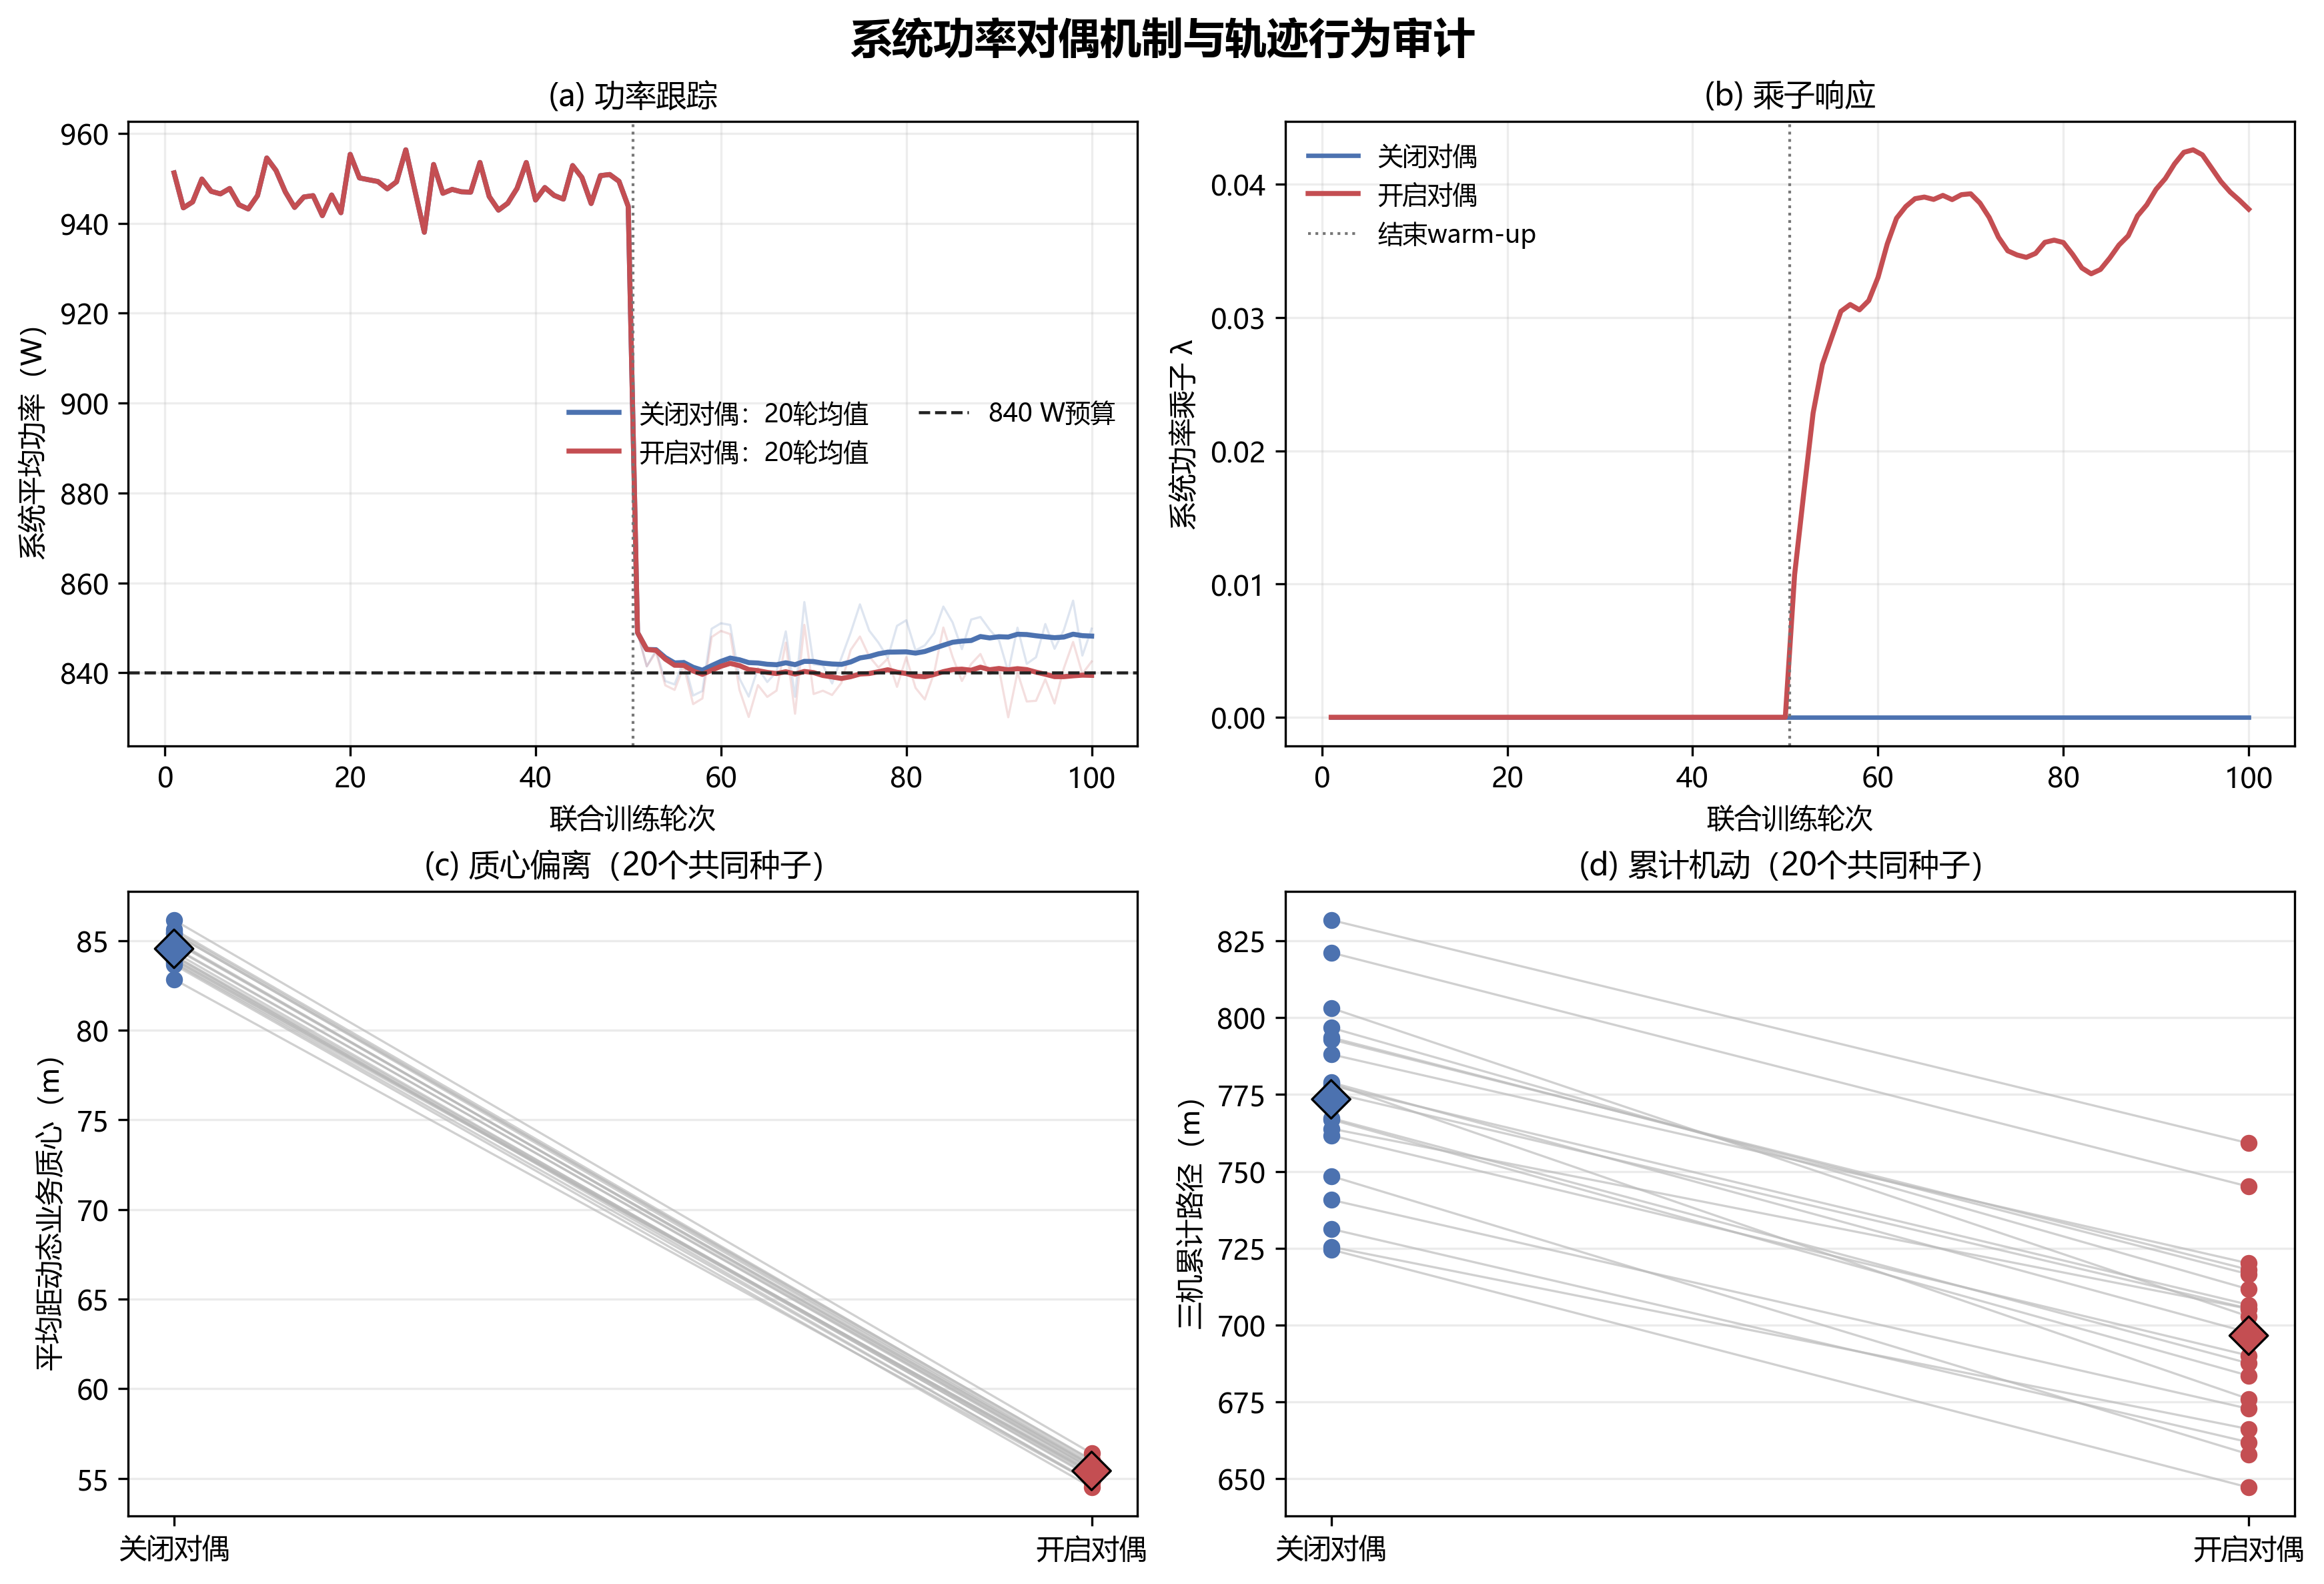 系统功率对偶机制与轨迹行为审计
(a) 功率跟踪
960
940
920
900
880
860
840
系统平均功率（W）
关闭对偶：20轮均值
开启对偶：20轮均值
840 W预算
0 20 40 60 80 100
联合训练轮次
(b) 乘子响应
关闭对偶
开启对偶
结束warm-up
0.04
0.03
0.02
0.01
0.00
系统功率乘子 λ
0 20 40 60 80 100
联合训练轮次
(c) 质心偏离（20个共同种子）
85
80
75
70
65
60
55
平均距动态业务质心（m）
关闭对偶 开启对偶
(d) 累计机动（20个共同种子）
825
800
775
750
725
700
675
650
三机累计路径（m）
关闭对偶 开启对偶